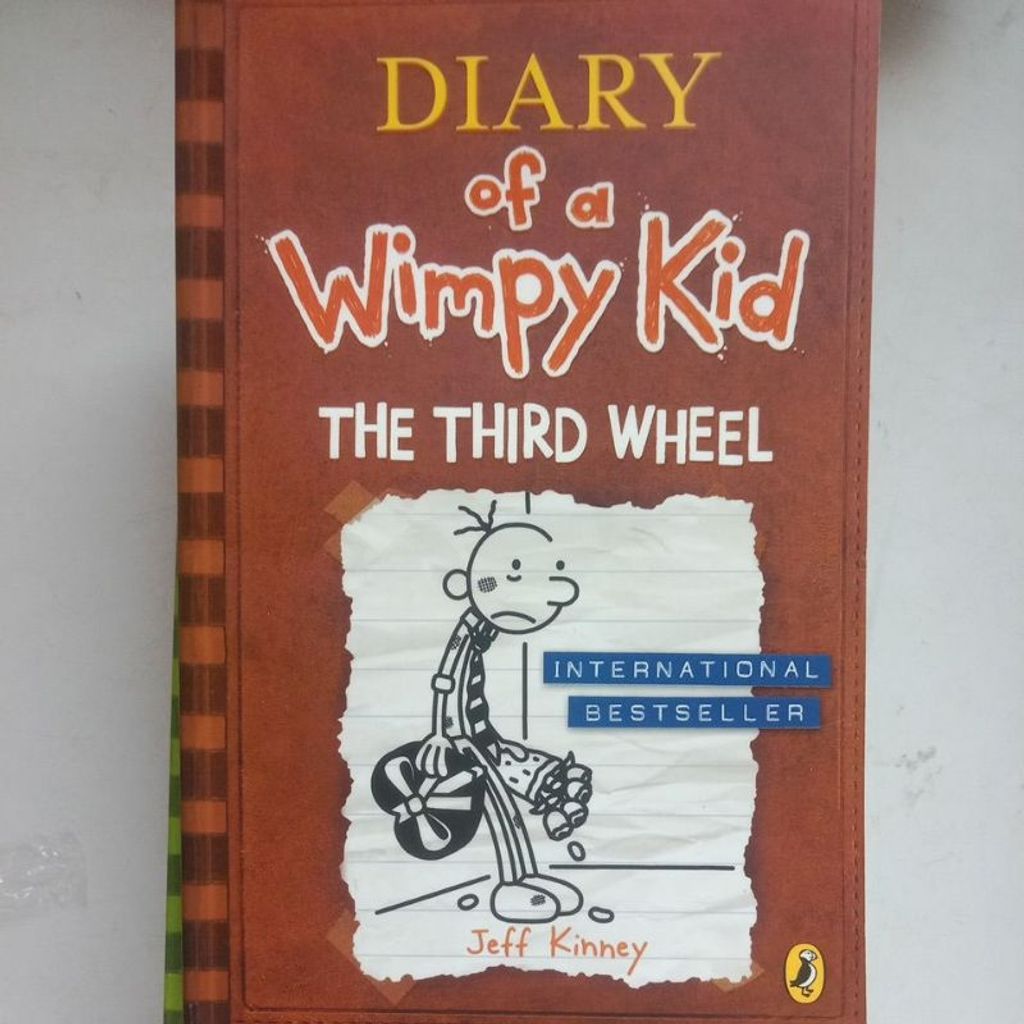 DIARY
of a
Wimpy Kid
THE THIRD WHEEL
INTERNATIONAL
BESTSELLER
Jeff Kinney